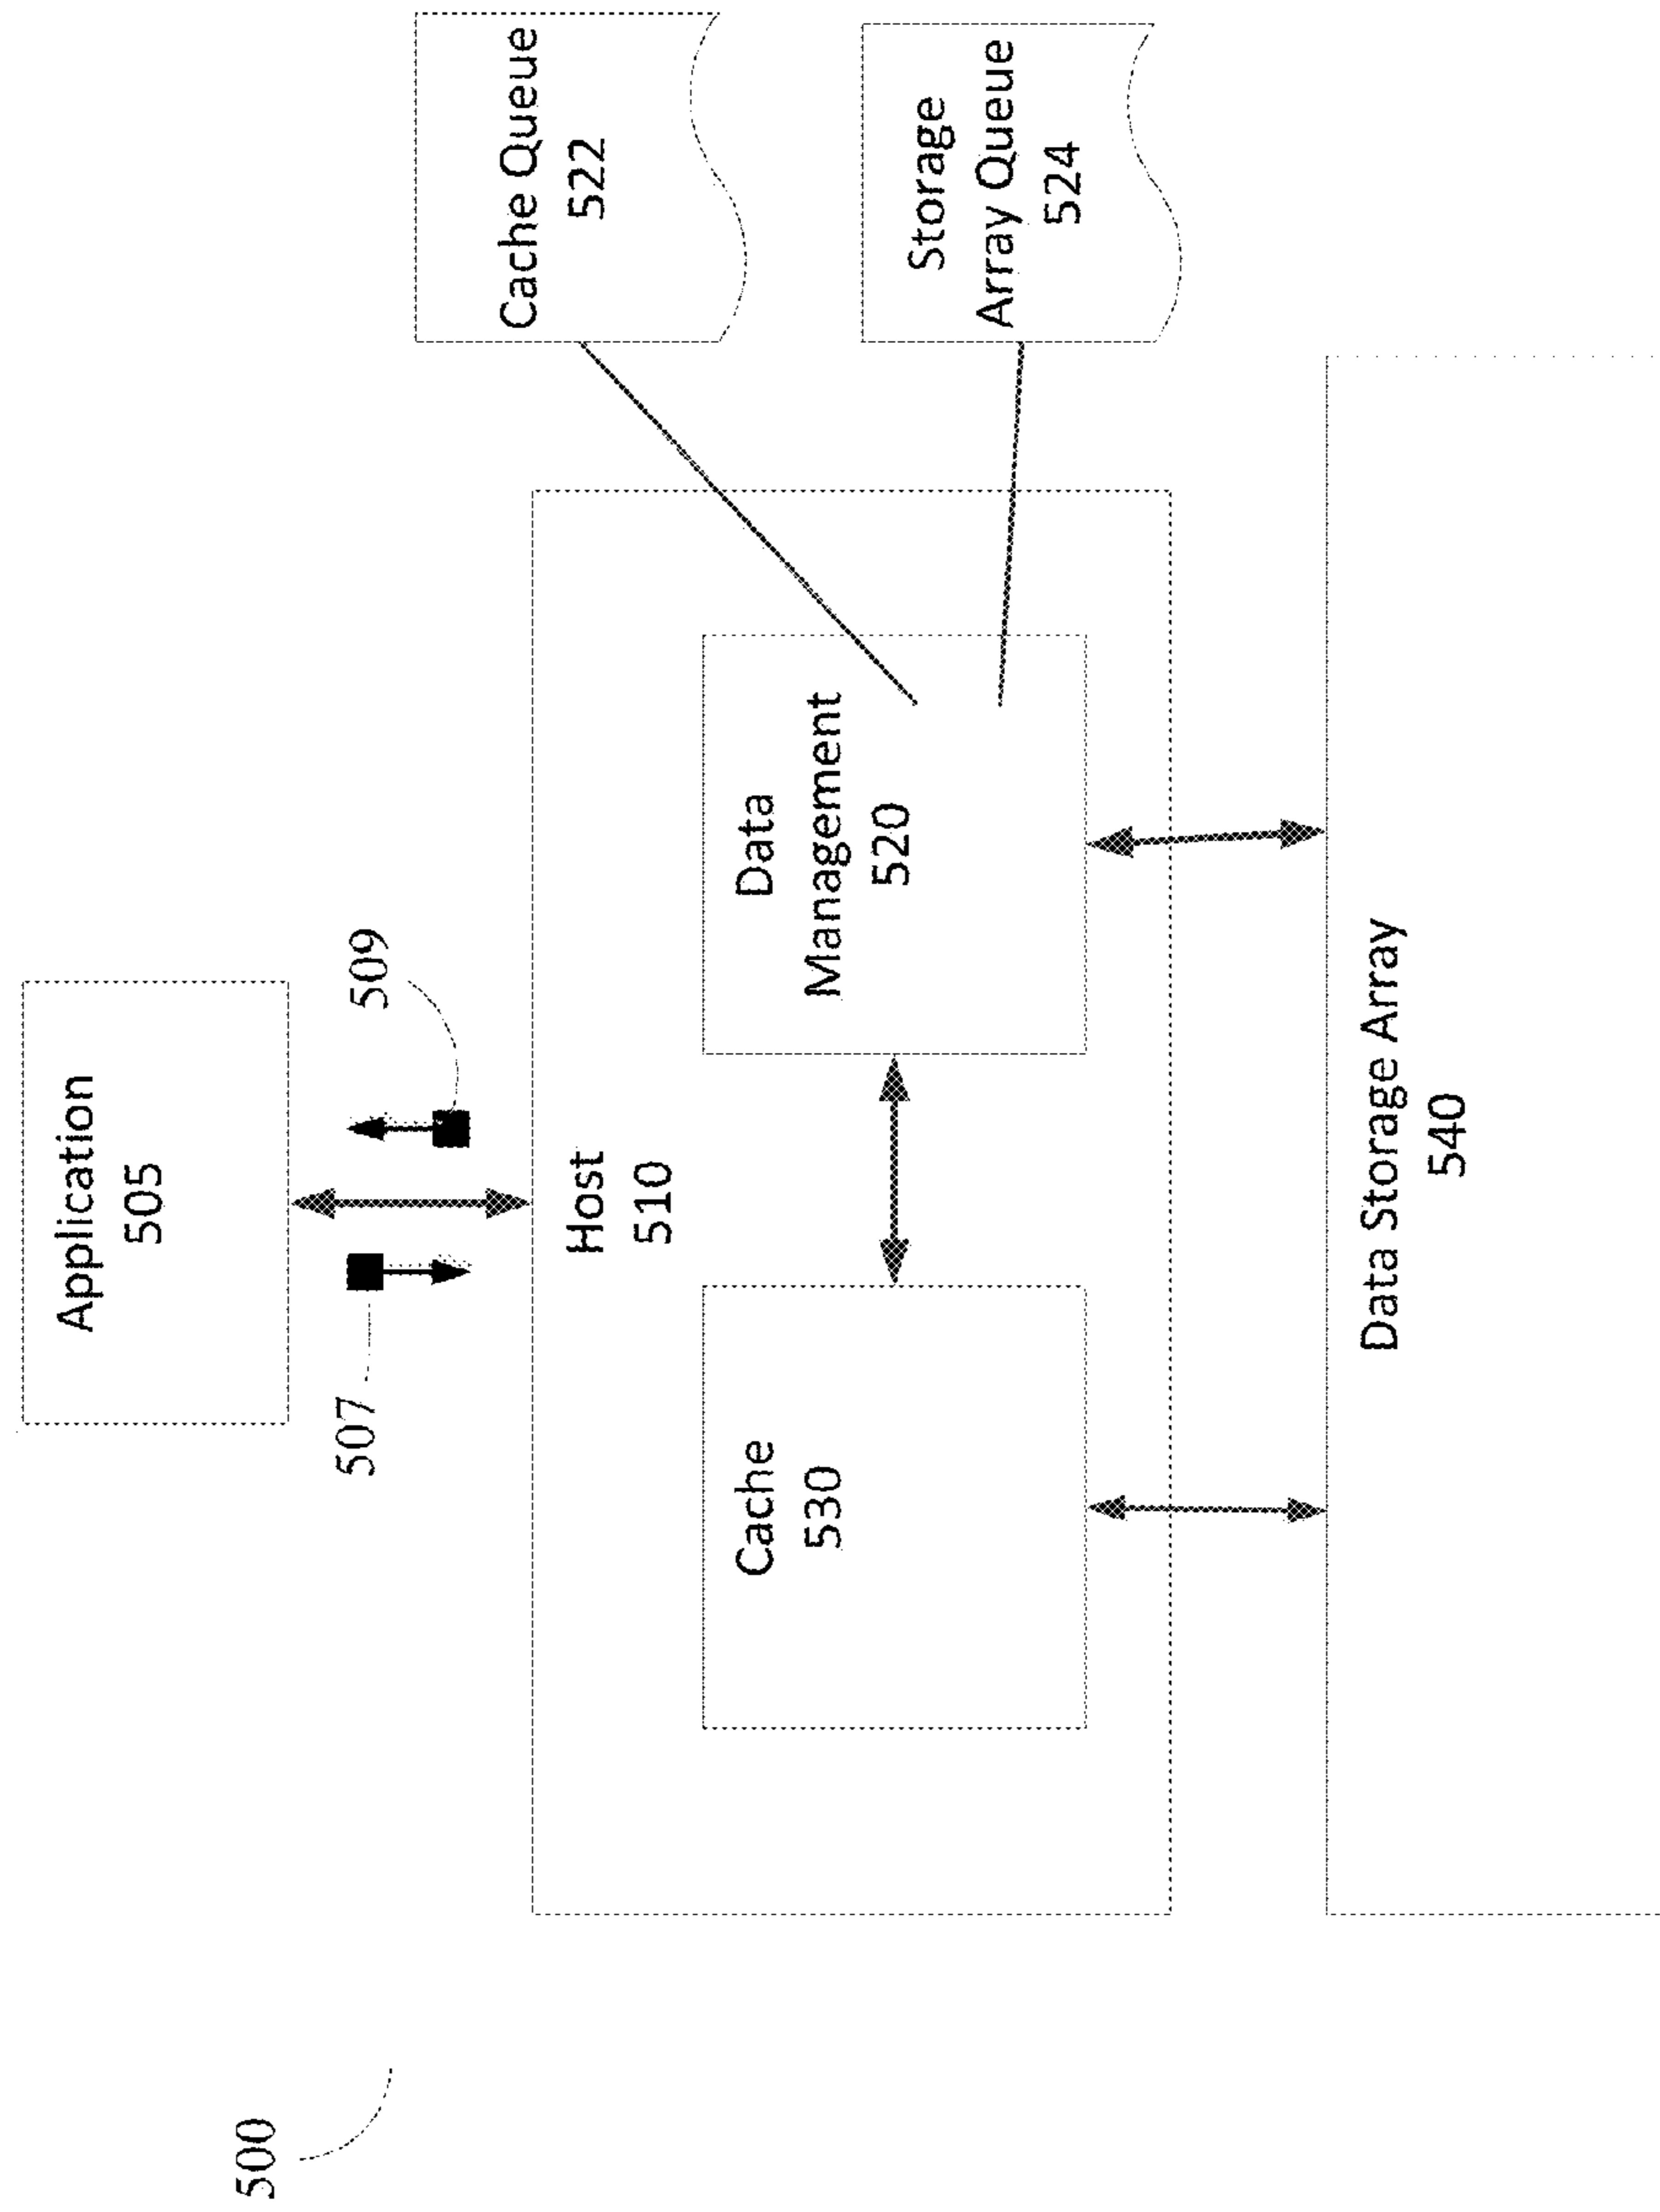 500
Application
505
507
509
Host
510
Cache
530
Data
Management
520
Cache Queue
522
Storage
Array Queue
524
Data Storage Array
540